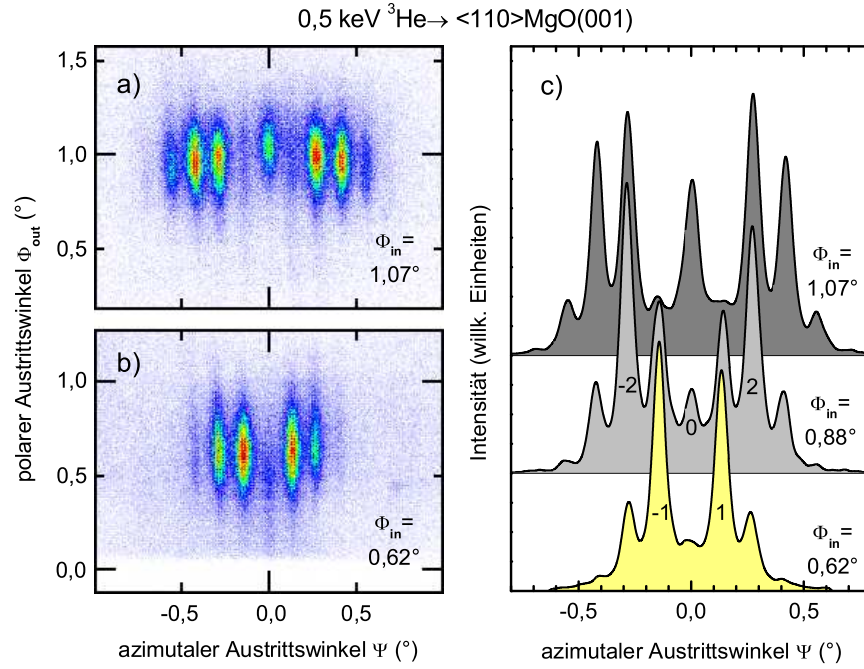 0,5 keV ³He→ <110>MgO(001)
a)
1,5
1,0
0,5
Φin=
1,07°
b)
1,0
0,5
0,0
Φin=
0,62°
-0,5 0,0 0,5
polarer Austrittswinkel Φout (°)
azimutaler Austrittswinkel Ψ (°)
c)
Intensität (willk. Einheiten)
Φin=
1,07°
-2 0 2
Φin=
0,88°
-1 1
Φin=
0,62°
-0,5 0,0 0,5
azimutaler Austrittswinkel Ψ (°)